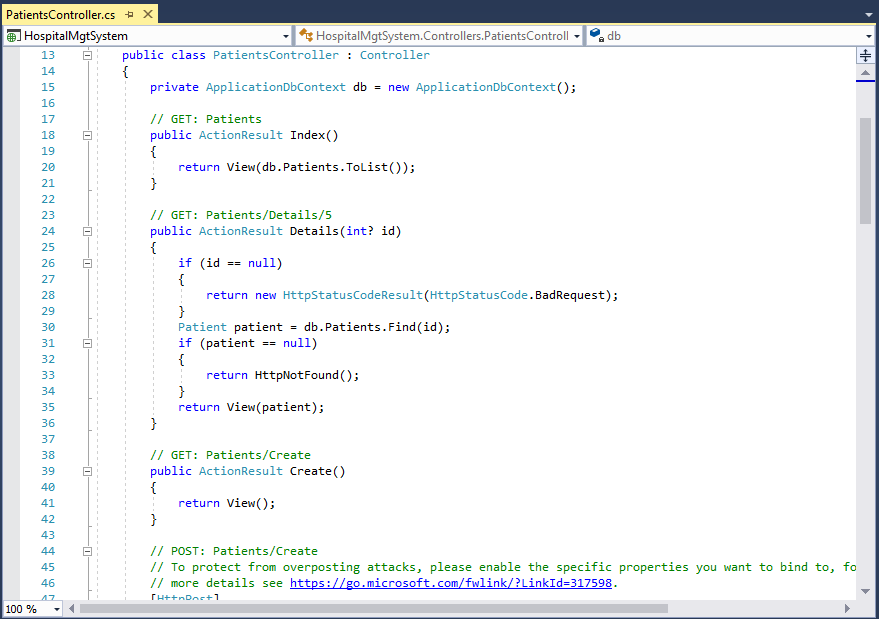 PatientsController.cs
HospitalMgtSystem HospitalMgtSystem.Controllers.PatientsControll db
13 public class PatientsController : Controller
14 {
15 private ApplicationDbContext db = new ApplicationDbContext();
16
17 // GET: Patients
18 public ActionResult Index()
19 {
20 return View(db.Patients.ToList());
21 }
22
23 // GET: Patients/Details/5
24 public ActionResult Details(int? id)
25 {
26 if (id == null)
27 {
28 return new HttpStatusCodeResult(HttpStatusCode.BadRequest);
29 }
30 Patient patient = db.Patients.Find(id);
31 if (patient == null)
32 {
33 return HttpNotFound();
34 }
35 return View(patient);
36 }
37
38 // GET: Patients/Create
39 public ActionResult Create()
40 {
41 return View();
42 }
43
44 // POST: Patients/Create
45 // To protect from overposting attacks, please enable the specific properties you want to bind to, fo
46 // more details see https://go.microsoft.com/fwlink/?LinkId=317598.
47 [HttpPost]
100 %